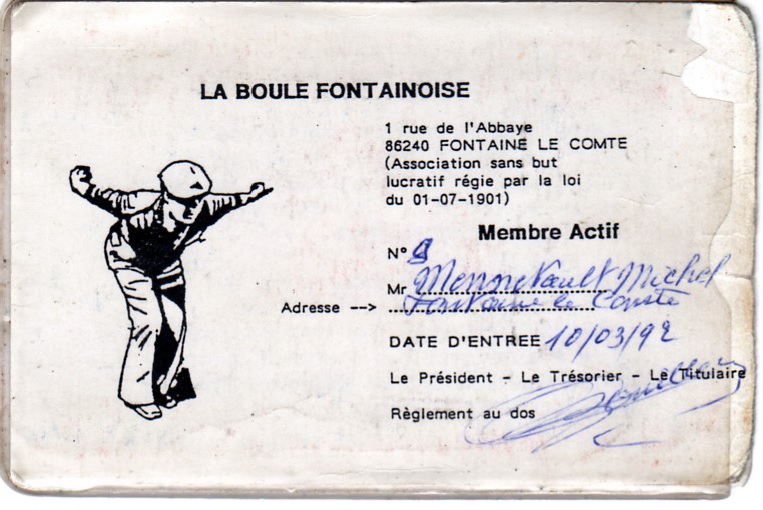 LA BOULE FONTAINOISE
1 rue de l'Abbaye
86240 FONTAINE LE COMTE
(Association sans but
lucratif régie par la loi
du 01-07-1901)
Membre Actif
N°
Mr Michel
Adresse --> Fontaine le Comte
DATE D'ENTREE 10/03/92
Le Président - Le Trésorier - Le Titulaire
Règlement au dos